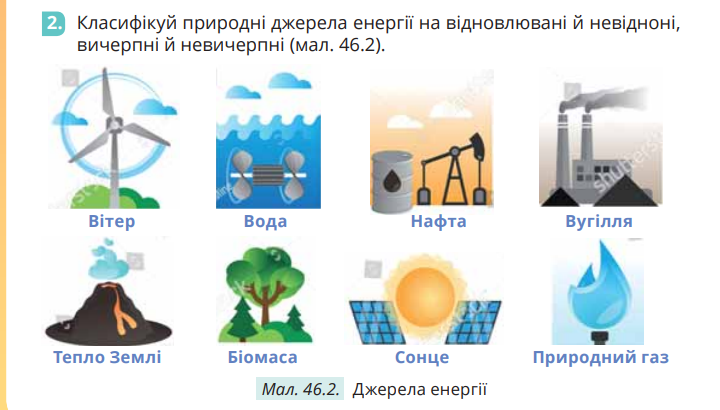 2. Класифікуй природні джерела енергії на відновлювані й невідноні,
вичерпні й невичерпні (мал. 46.2).
Вітер
Вода
Нафта
Вугілля
Тепло Землі
Біомаса
Сонце
Природний газ
Мал. 46.2. Джерела енергії